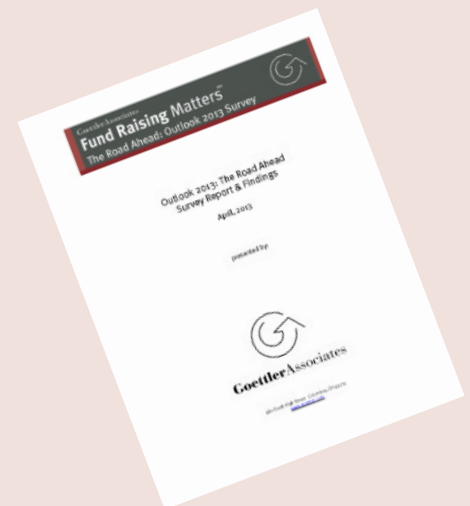 Goettler Associates
Fund Raising Matters™
The Road Ahead: Outlook 2013 Survey
Outlook 2013: The Road Ahead
Survey Report & Findings
April, 2013
presented by:
GoettlerAssociates